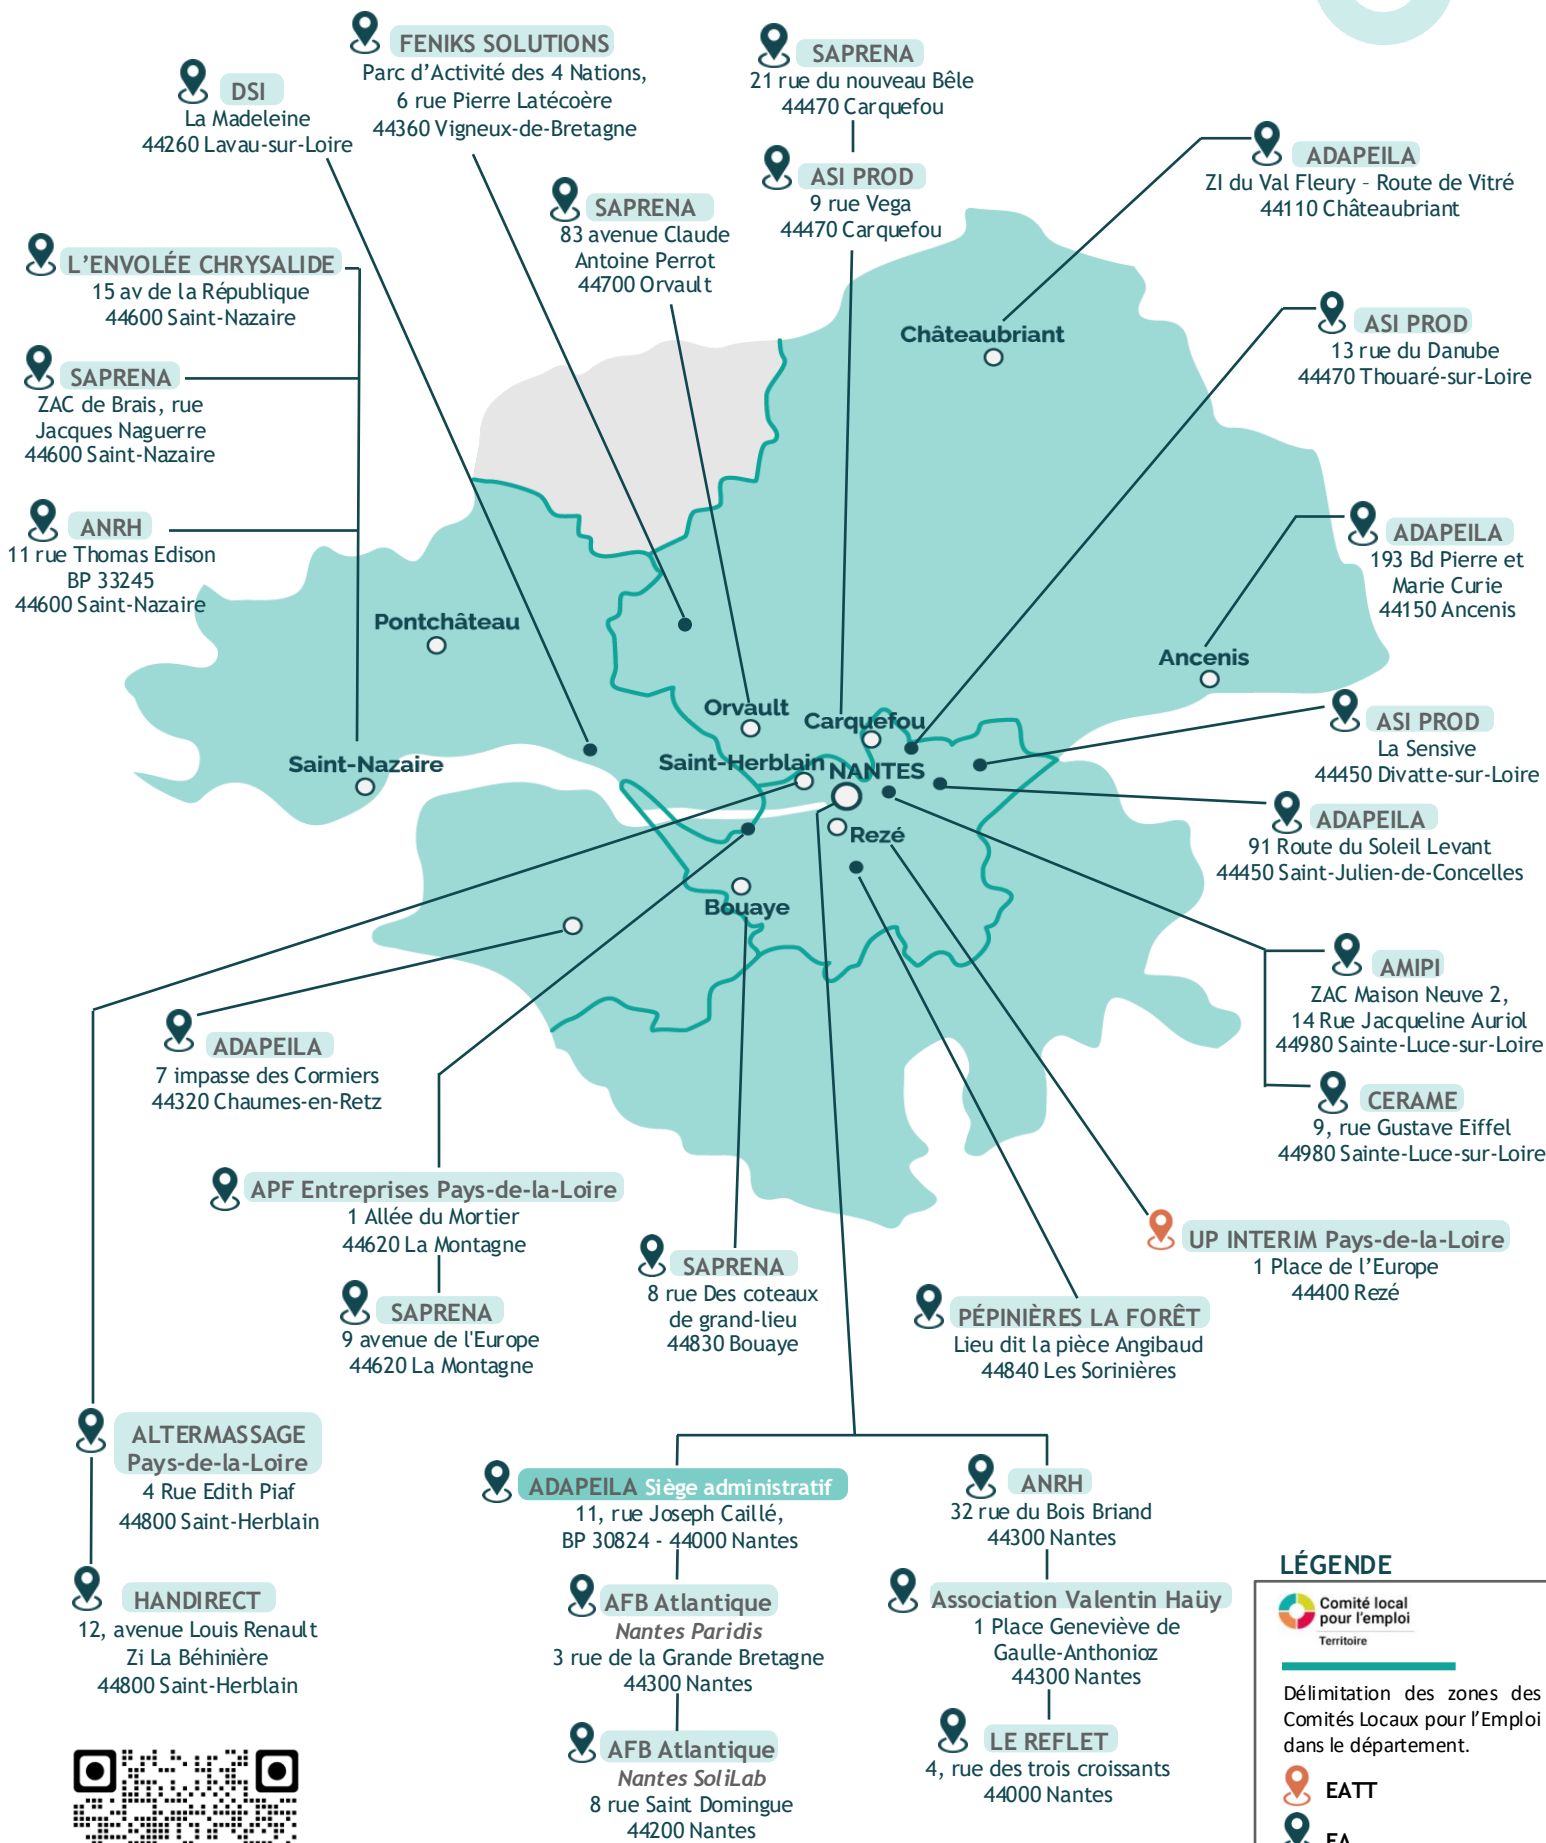 FENIKS SOLUTIONS
Parc d’Activité des 4 Nations,
6 rue Pierre Latécoère
44360 Vigneux-de-Bretagne
SAPRENA
21 rue du nouveau Bêle
44470 Carquefou
DSI
La Madeleine
44260 Lavau-sur-Loire
ASI PROD
9 rue Vega
44470 Carquefou
ADAPEILA
ZI du Val Fleury – Route de Vitré
44110 Châteaubriant
SAPRENA
83 avenue Claude
Antoine Perrot
44700 Orvault
L’ENVOLÉE CHRYSALIDE
15 av de la République
44600 Saint-Nazaire
SAPRENA
ZAC de Brais, rue
Jacques Naguerre
44600 Saint-Nazaire
ANRH
11 rue Thomas Edison
BP 33245
44600 Saint-Nazaire
ASI PROD
13 rue du Danube
44470 Thouaré-sur-Loire
ADAPEILA
193 Bd Pierre et
Marie Curie
44150 Ancenis
Châteaubriant
Pontchâteau
Ancenis
Orvault
Carquefou
Saint-Nazaire
Saint-Herblain
NANTES
Rezé
Bouaye
ASI PROD
La Sensive
44450 Divatte-sur-Loire
ADAPEILA
91 Route du Soleil Levant
44450 Saint-Julien-de-Concelles
AMIPI
ZAC Maison Neuve 2,
14 Rue Jacqueline Auriol
44980 Sainte-Luce-sur-Loire
CERAME
9, rue Gustave Eiffel
44980 Sainte-Luce-sur-Loire
ADAPEILA
7 impasse des Cormiers
44320 Chaumes-en-Retz
APF Entreprises Pays-de-la-Loire
1 Allée du Mortier
44620 La Montagne
SAPRENA
9 avenue de l'Europe
44620 La Montagne
SAPRENA
8 rue Des coteaux
de grand-lieu
44830 Bouaye
UP INTERIM Pays-de-la-Loire
1 Place de l’Europe
44400 Rezé
PÉPINIÈRES LA FORÊT
Lieu dit la pièce Angibaud
44840 Les Sorinières
ALTERMASSAGE
Pays-de-la-Loire
4 Rue Edith Piaf
44800 Saint-Herblain
HANDIRECT
12, avenue Louis Renault
Zi La Béhinière
44800 Saint-Herblain
ADAPEILA Siège administratif
11, rue Joseph Caillé,
BP 30824 - 44000 Nantes
AFB Atlantique
Nantes Paridis
3 rue de la Grande Bretagne
44300 Nantes
AFB Atlantique
Nantes SoliLab
8 rue Saint Domingue
44200 Nantes
ANRH
32 rue du Bois Briand
44300 Nantes
Association Valentin Haüy
1 Place Geneviève de
Gaulle-Anthonioz
44300 Nantes
LE REFLET
4, rue des trois croissants
44000 Nantes
LÉGENDE
Comité local
pour l’emploi
Territoire
Délimitation des zones des
Comités Locaux pour l’Emploi
dans le département.
EATT
EA